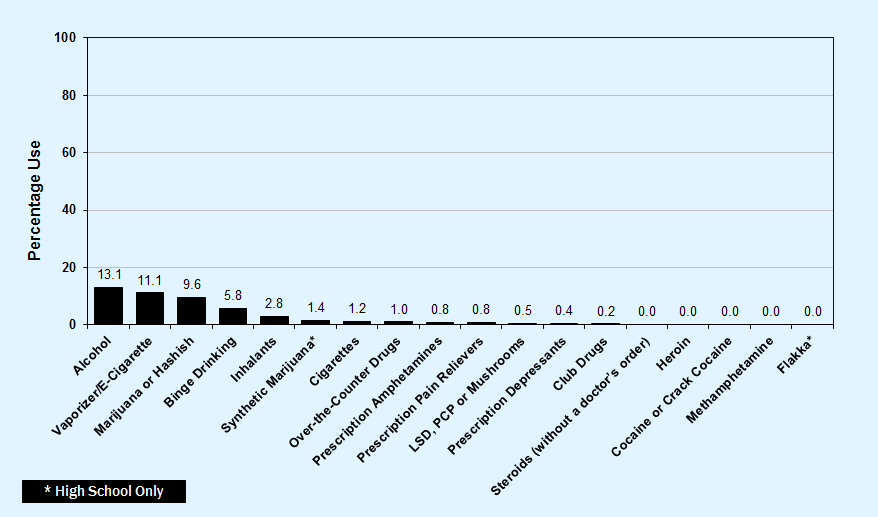 100
80
60
40
20
0
Percentage Use
13.1
11.1
9.6
5.8
2.8
1.4
1.2
1.0
0.8
0.8
0.5
0.4
0.2
0.0
0.0
0.0
0.0
0.0
Alcohol
Vaporizer/E-Cigarette
Marijuana or Hashish
Binge Drinking
Inhalants
Synthetic Marijuana*
Cigarettes
Over-the-Counter Drugs
Prescription Amphetamines
Prescription Pain Relievers
LSD, PCP or Mushrooms
Prescription Depressants
Club Drugs
Steroids (without a doctor's order)
Heroin
Cocaine or Crack Cocaine
Methamphetamine
Flakka*
* High School Only